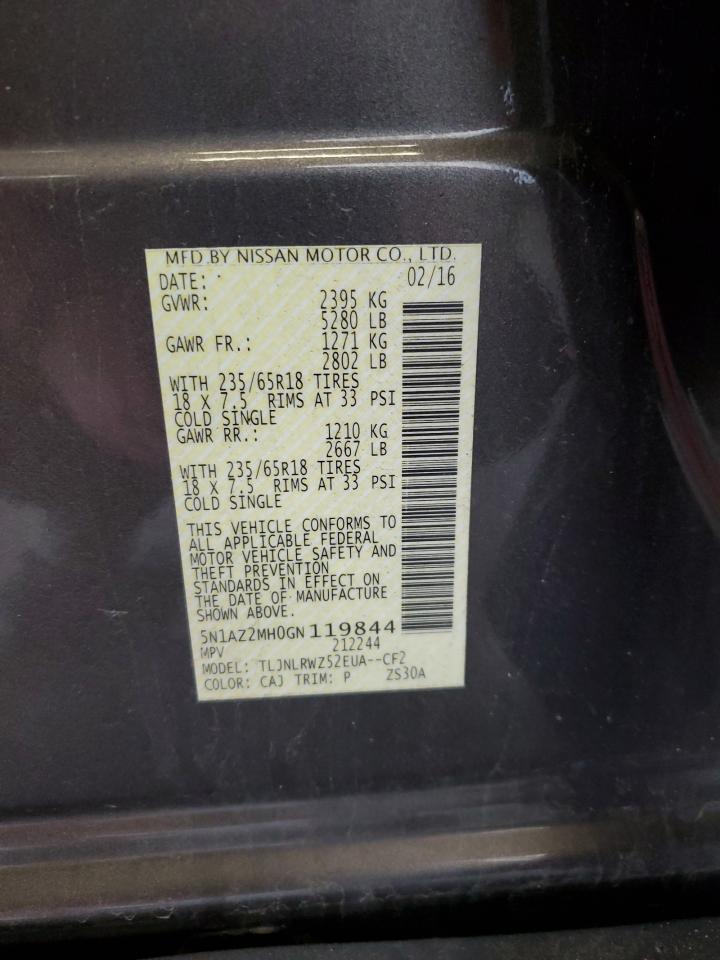 MFD.BY NISSAN MOTOR CO., LTD.
DATE: 02/16
GVWR: 2395 KG
5280 LB
GAWR FR.: 1271 KG
2802 LB
WITH 235/65R18 TIRES
18 X 7.5 RIMS AT 33 PSI
COLD SINGLE
GAWR RR.: 1210 KG
2667 LB
WITH 235/65R18 TIRES
18 X 7.5 RIMS AT 33 PSI
COLD SINGLE
THIS VEHICLE CONFORMS TO
ALL APPLICABLE FEDERAL
MOTOR VEHICLE SAFETY AND
THEFT PREVENTION
STANDARDS IN EFFECT ON
THE DATE OF MANUFACTURE
SHOWN ABOVE.
5N1AZ2MH0GN119844
MPV 212244
MODEL: TLJNLRWZ52EUA--CF2
COLOR: CAJ TRIM: P ZS30A